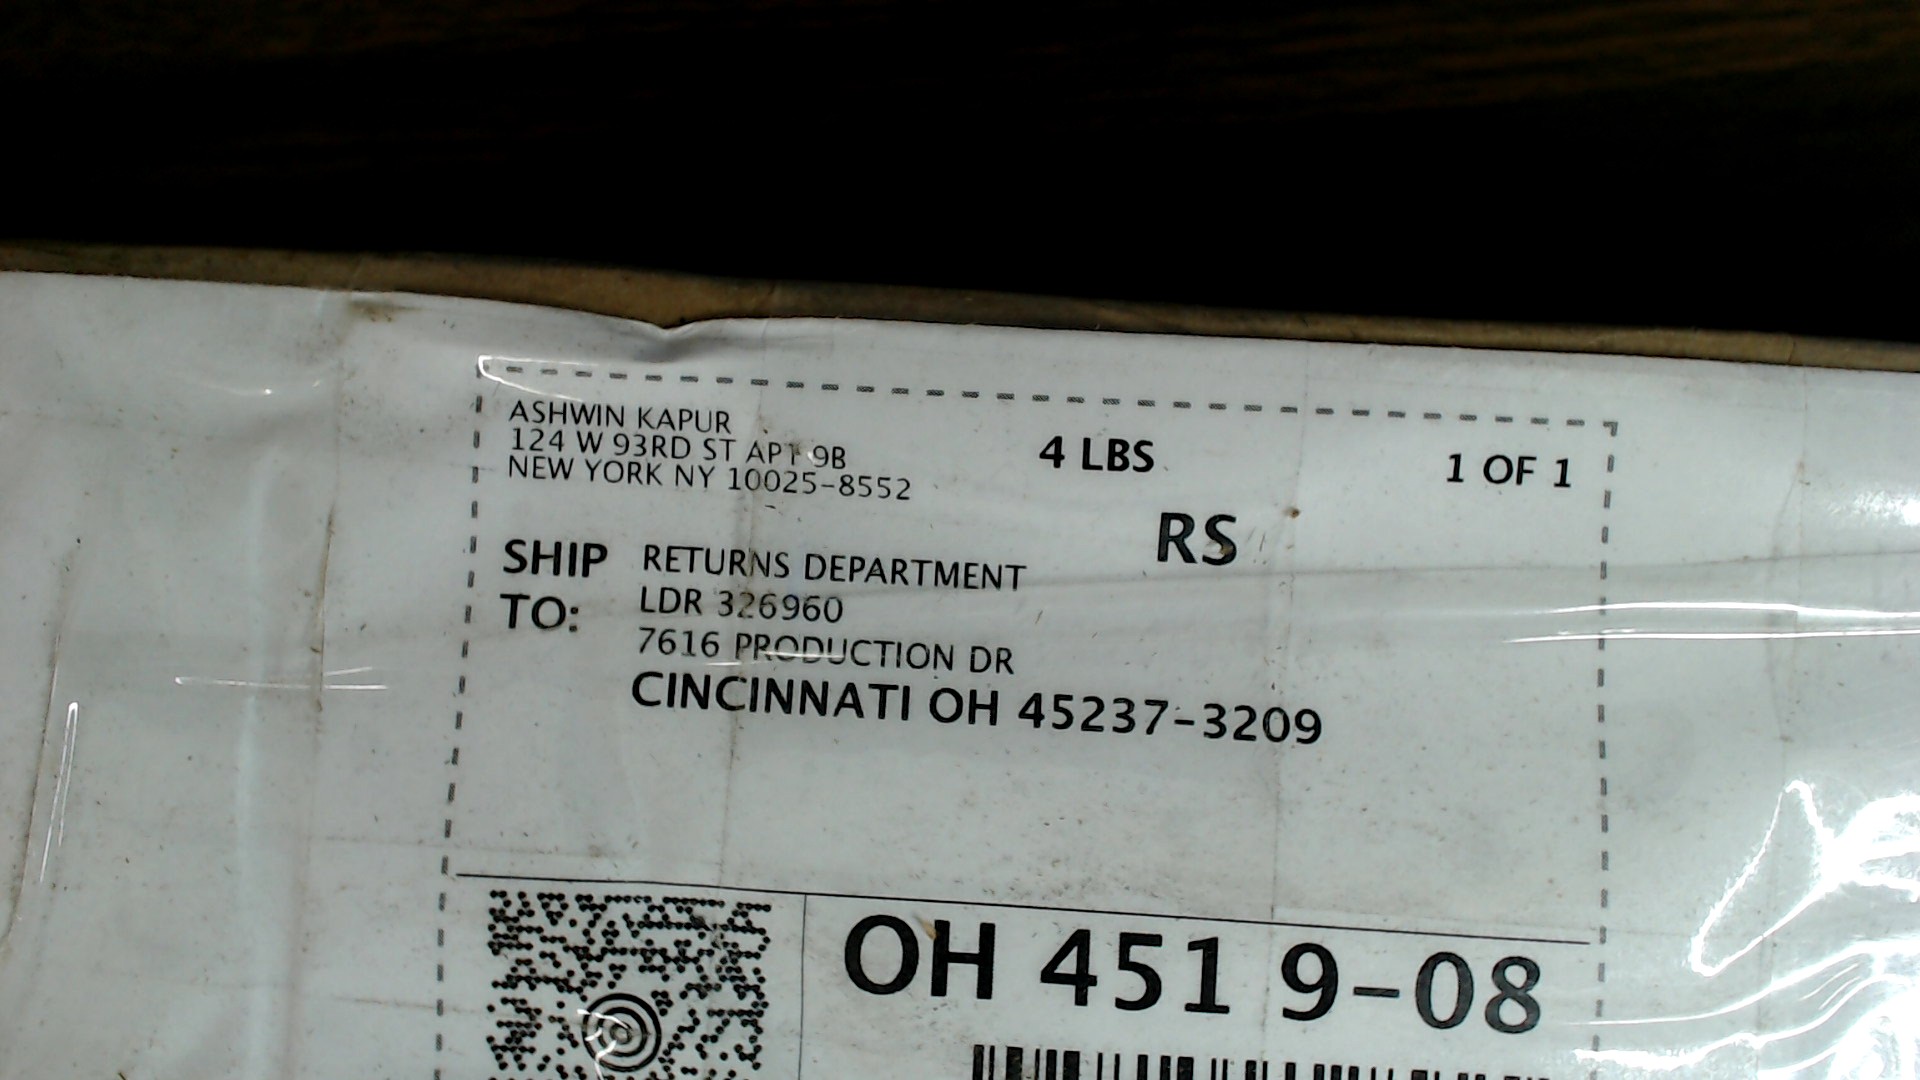 ASHWIN KAPUR
124 W 93RD ST APT 9B
NEW YORK NY 10025-8552
4 LBS
1 OF 1
RS
SHIP TO:
RETURNS DEPARTMENT
LDR 326960
7616 PRODUCTION DR
CINCINNATI OH 45237-3209
OH 451 9-08